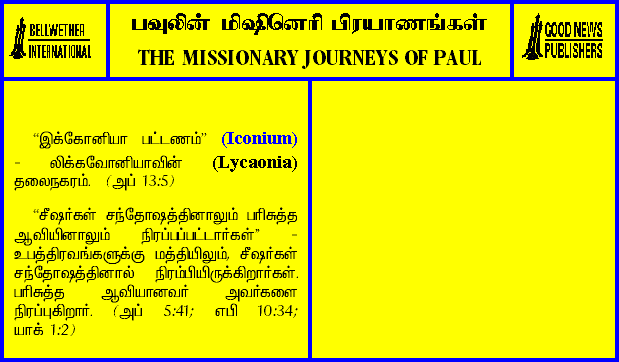 BELLWETHER
INTERNATIONAL
பவுலின் மிஷினெரி பிரயாணங்கள்
THE MISSIONARY JOURNEYS OF PAUL
GOOD NEWS
PUBLISHERS
“இக்கோனியா பட்டணம்” (Iconium)
- லிக்கவோனியாவின் (Lycaonia)
தலைநகரம். (அப் 13:5)
“சீஷர்கள் சந்தோஷத்தினாலும் பரிசுத்த
ஆவியினாலும் நிரப்பப்பட்டார்கள்” -
உபத்திரவங்களுக்கு மத்தியிலும், சீஷர்கள்
சந்தோஷத்தினால் நிரம்பியிருக்கிறார்கள்.
பரிசுத்த ஆவியானவர் அவர்களை
நிரப்புகிறார். (அப் 5:41; எபி 10:34;
யாக் 1:2)